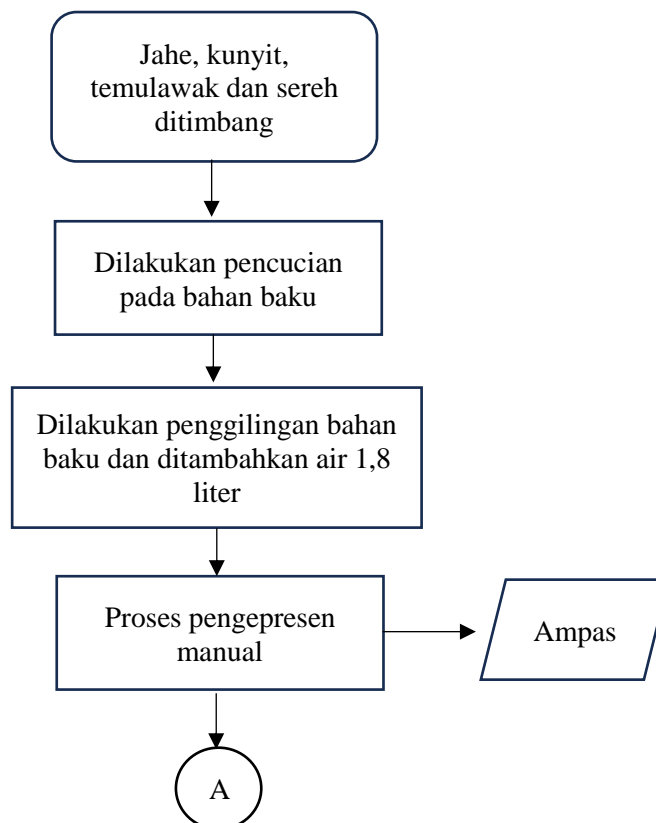 Jahe, kunyit,
temulawak dan sereh
ditimbang
Dilakukan pencucian
pada bahan baku
Dilakukan penggilingan bahan
baku dan ditambahkan air 1,8
liter
Proses pengepresen
manual
Ampas
A